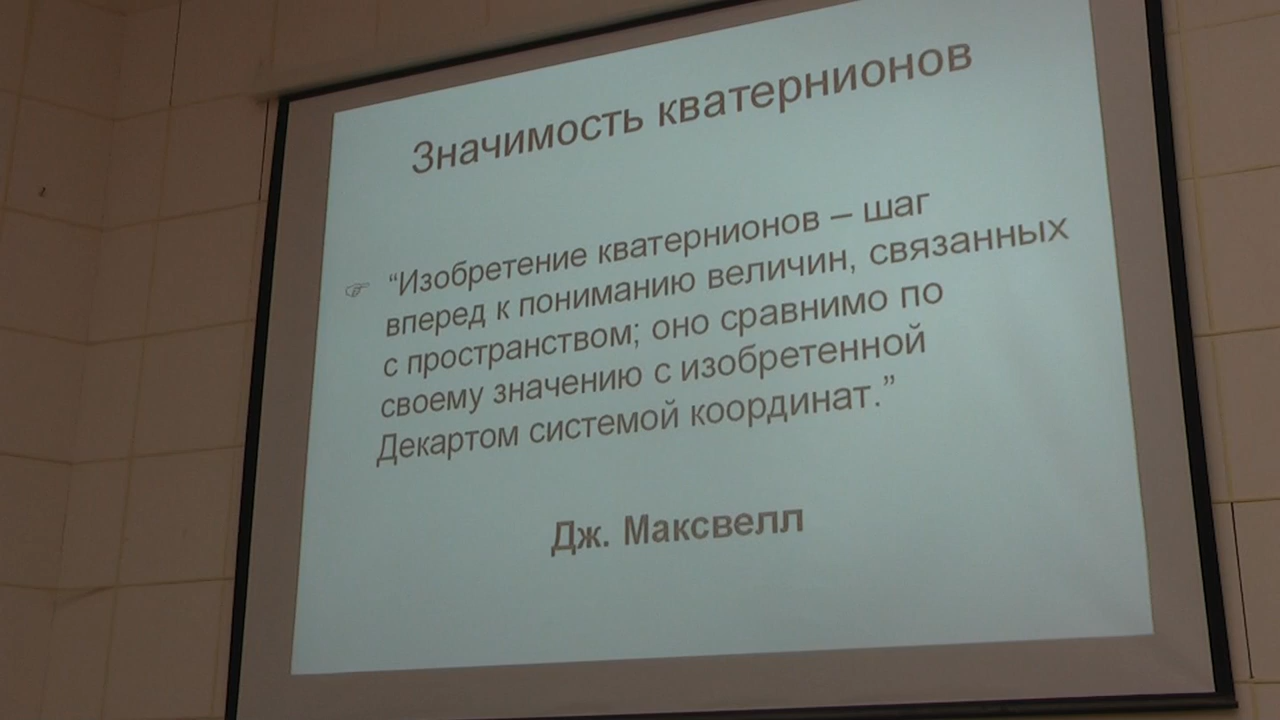 Значимость кватернионов
☞ “Изобретение кватернионов – шаг
вперед к пониманию величин, связанных
с пространством; оно сравнимо по
своему значению с изобретенной
Декартом системой координат.”
Дж. Максвелл